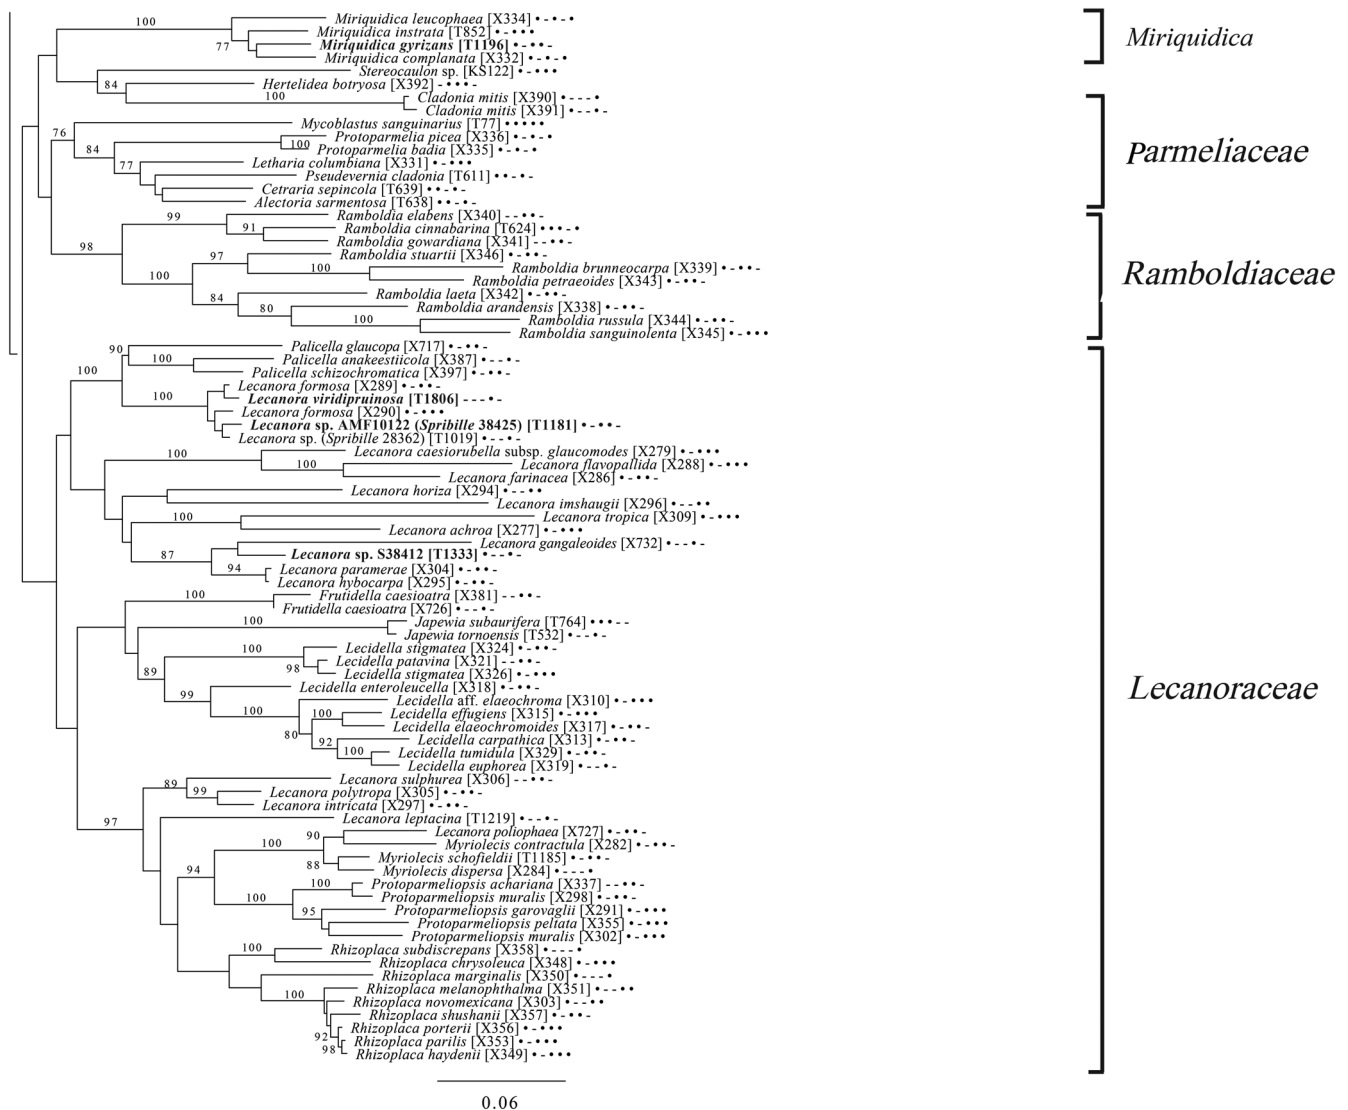 100
Miriquidica leucophaea [X334] • - • - •
Miriquidica instrata [T852] • - • • •
77
Miriquidica gyrizans [T1196] • - • • -
Miriquidica complanata [X332] • - • - •
Miriquidica
Stereocaulon sp. [KS122] • - • • •
84
Hertelidea botryosa [X392] - • • • -
100
Cladonia mitis [X390] • - - - •
Cladonia mitis [X391] • - - • -
76
Mycoblastus sanguinarius [T77] • • • • •
84
Protoparmelia picea [X336] • - • - •
100
Protoparmelia badia [X335] • - • - •
77
Letharia columbiana [X331] • - • • •
Pseudevernia cladonia [T611] • • - • -
Cetraria sepincola [T639] • • - • -
Alectoria sarmentosa [T638] • • - • -
Parmeliaceae
99
Ramboldia elabens [X340] - - • • -
91
Ramboldia cinnabarina [T624] • • • - •
Ramboldia gowardiana [X341] - - • • -
98
97
Ramboldia stuartii [X346] • - • • -
100
Ramboldia brunneocarpa [X339] • - • • -
100
Ramboldia petraeoides [X343] • - • • -
84
Ramboldia laeta [X342] • - • • -
80
Ramboldia arandensis [X338] • - • • -
100
Ramboldia russula [X344] • - • • -
Ramboldia sanguinolenta [X345] • - • • •
Ramboldiaceae
90
Palicella glaucopa [X717] • - • • -
100
Palicella anakeestiicola [X387] • - - • -
100
Palicella schizochromatica [X397] • - • • -
Lecanora formosa [X289] • - • • -
100
Lecanora viridipruinosa [T1806] - - - • -
Lecanora formosa [X290] • - • • •
Lecanora sp. AMF10122 (Spribille 38425) [T1181] • - • • -
Lecanora sp. (Spribille 28362) [T1019] • - - • -
100
Lecanora caesiorubella subsp. glaucomodes [X279] • - • • •
100
Lecanora flavopallida [X288] • - • • •
Lecanora farinacea [X286] • - • • -
Lecanora horiza [X294] • - - • •
Lecanora imshaugii [X296] • - - • •
100
Lecanora tropica [X309] • - • • •
Lecanora achroa [X277] • - • • •
Lecanora gangaleoides [X732] • - - • -
87
Lecanora sp. S38412 [T1333] • - - • -
94
Lecanora paramerae [X304] • - • • -
Lecanora hybocarpa [X295] • - • • -
100
Frutidella caesioatra [X381] - - • • -
Frutidella caesioatra [X726] • - - • -
100
Japewia subaurifera [T764] • • • - -
Japewia tornoensis [T532] • - - • -
100
Lecidella stigmatea [X324] • - • • -
98
Lecidella patavina [X321] - - • • -
Lecidella stigmatea [X326] • - • • •
89
99
Lecidella enteroleucella [X318] • - • • -
Lecidella aff. elaeochroma [X310] • - • • •
100
100
Lecidella effugiens [X315] • - • • •
Lecidella elaeochromoides [X317] • - • • -
80
92
Lecidella carpathica [X313] • - • • -
100
Lecidella tumidula [X329] • - • • -
Lecidella euphorea [X319] • - - • -
Lecanoraceae
89
Lecanora sulphurea [X306] - - • • -
99
Lecanora polytropa [X305] • - • • -
Lecanora intricata [X297] • - • • -
97
Lecanora leptacina [T1219] • - - • -
90
Lecanora poliophaea [X727] • - • • -
100
Myriolecis contractula [X282] • - • • -
88
Myriolecis schofieldii [T1185] • - • • -
Myriolecis dispersa [X284] • - - - •
94
100
Protoparmeliopsis achariana [X337] - - • • -
100
Protoparmeliopsis muralis [X298] • - • • -
95
Protoparmeliopsis garovaglii [X291] • - • • •
Protoparmeliopsis peltata [X355] • - • • •
Protoparmeliopsis muralis [X302] • - • • •
100
Rhizoplaca subdiscrepans [X358] • - - - •
Rhizoplaca chrysoleuca [X348] • - • • •
Rhizoplaca marginalis [X350] • - - - •
100
Rhizoplaca melanophthalma [X351] • - - • •
Rhizoplaca novomexicana [X303] • - - • •
Rhizoplaca shushanii [X357] • - • • -
Rhizoplaca porterii [X356] • - • • •
92
Rhizoplaca parilis [X353] • - • • •
98
Rhizoplaca haydenii [X349] • - • • •
0.06